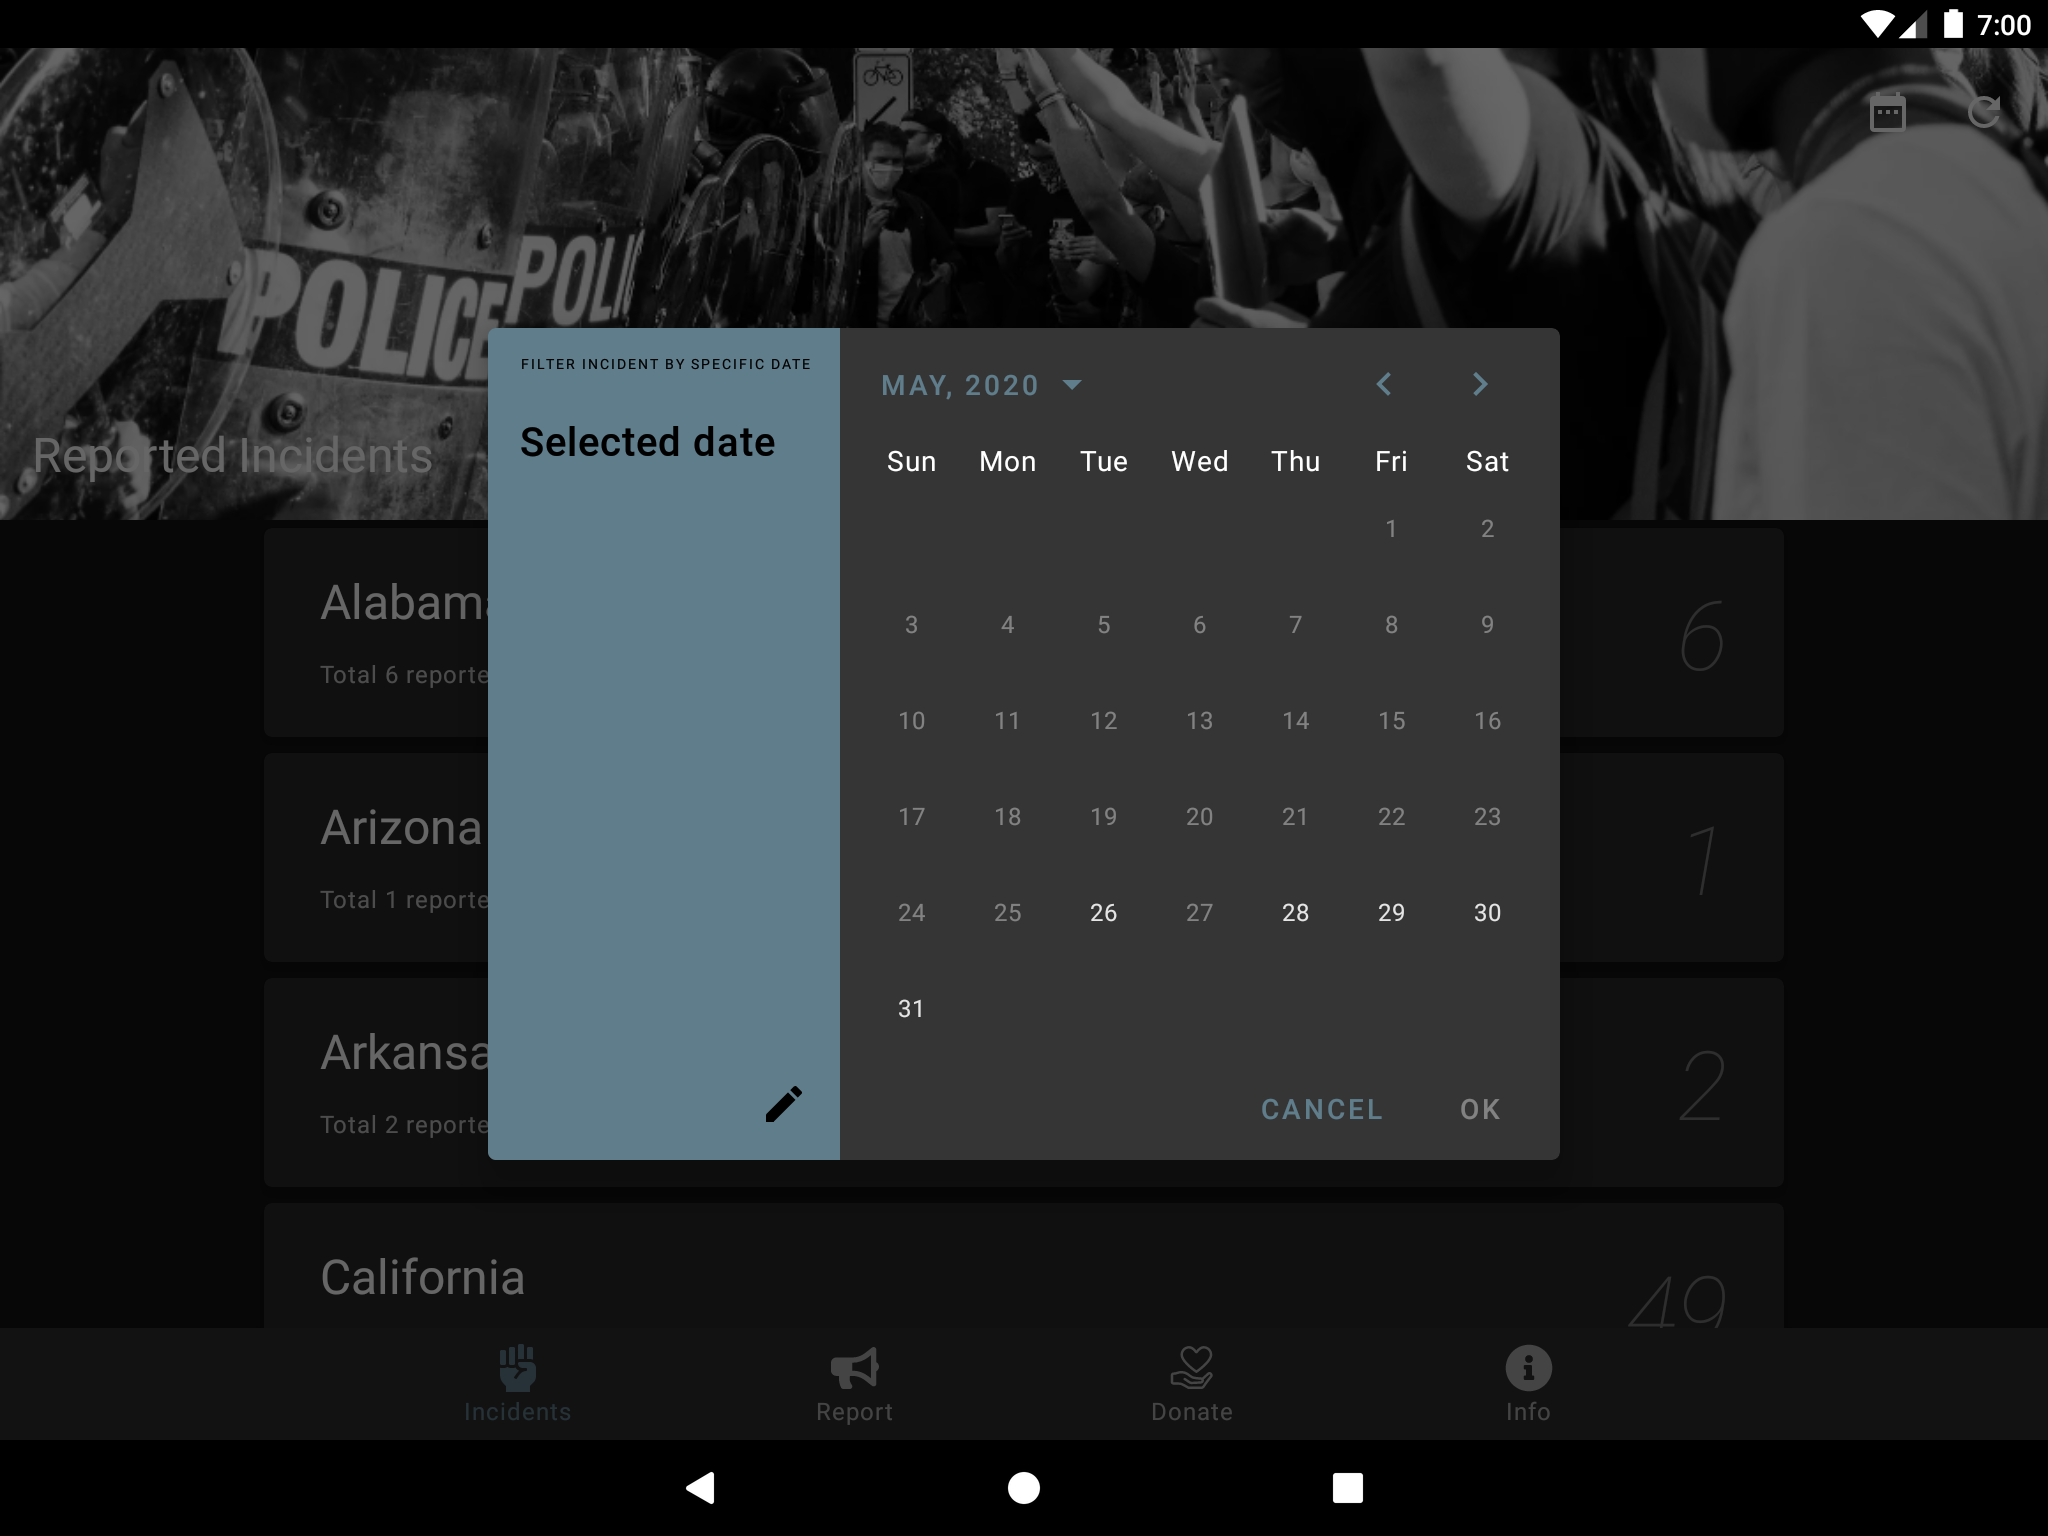 7:00
POLICE
POLIC
Reported Incidents
FILTER INCIDENT BY SPECIFIC DATE
Selected date
MAY, 2020
Sun Mon Tue Wed Thu Fri Sat
1 2
3 4 5 6 7 8 9
10 11 12 13 14 15 16
17 18 19 20 21 22 23
24 25 26 27 28 29 30
31
CANCEL OK
Alabama
Total 6 reporte
6
Arizona
Total 1 reporte
1
Arkansa
Total 2 reporte
2
California
49
Incidents Report Donate Info